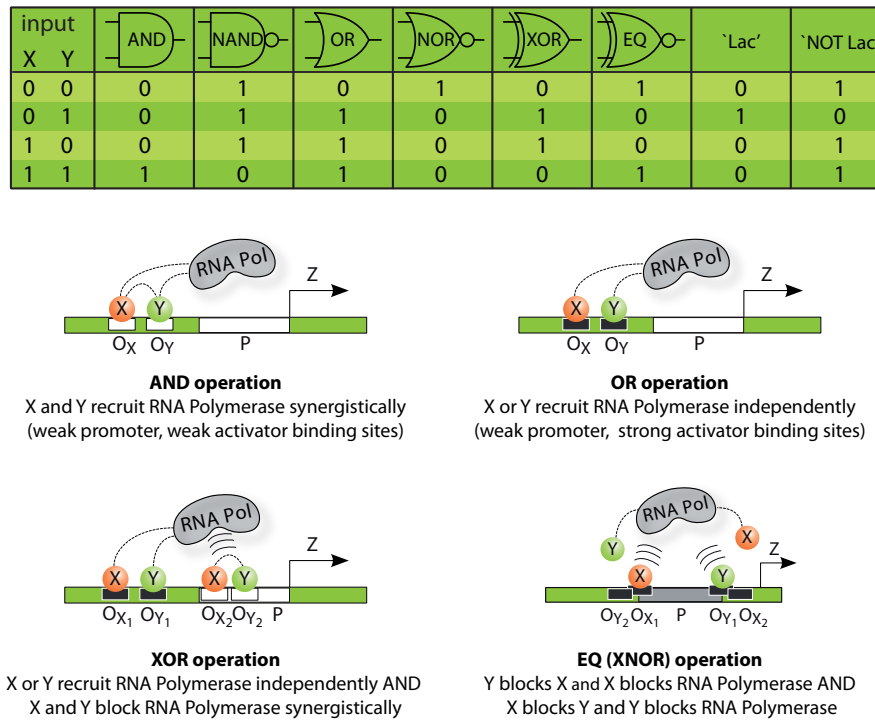 input
X Y AND NAND OR NOR XOR EQ `Lac' `NOT Lac
0 0 0 1 0 1 0 1 0 1
0 1 0 1 1 0 1 0 1 0
1 0 0 1 1 0 1 0 0 1
1 1 1 0 1 0 0 1 0 1
RNA Pol
Z
X Y
OX OY P
AND operation
X and Y recruit RNA Polymerase synergistically
(weak promoter, weak activator binding sites)
RNA Pol
Z
X Y
OX OY P
OR operation
X or Y recruit RNA Polymerase independently
(weak promoter, strong activator binding sites)
RNA Pol
Z
X Y X Y
OX1 OY1 OX2 OY2 P
XOR operation
X or Y recruit RNA Polymerase independently AND
X and Y block RNA Polymerase synergistically
RNA Pol
Y X
Z
X Y
OY2 OX1 P OY1 OX2
EQ (XNOR) operation
Y blocks X and X blocks RNA Polymerase AND
X blocks Y and Y blocks RNA Polymerase